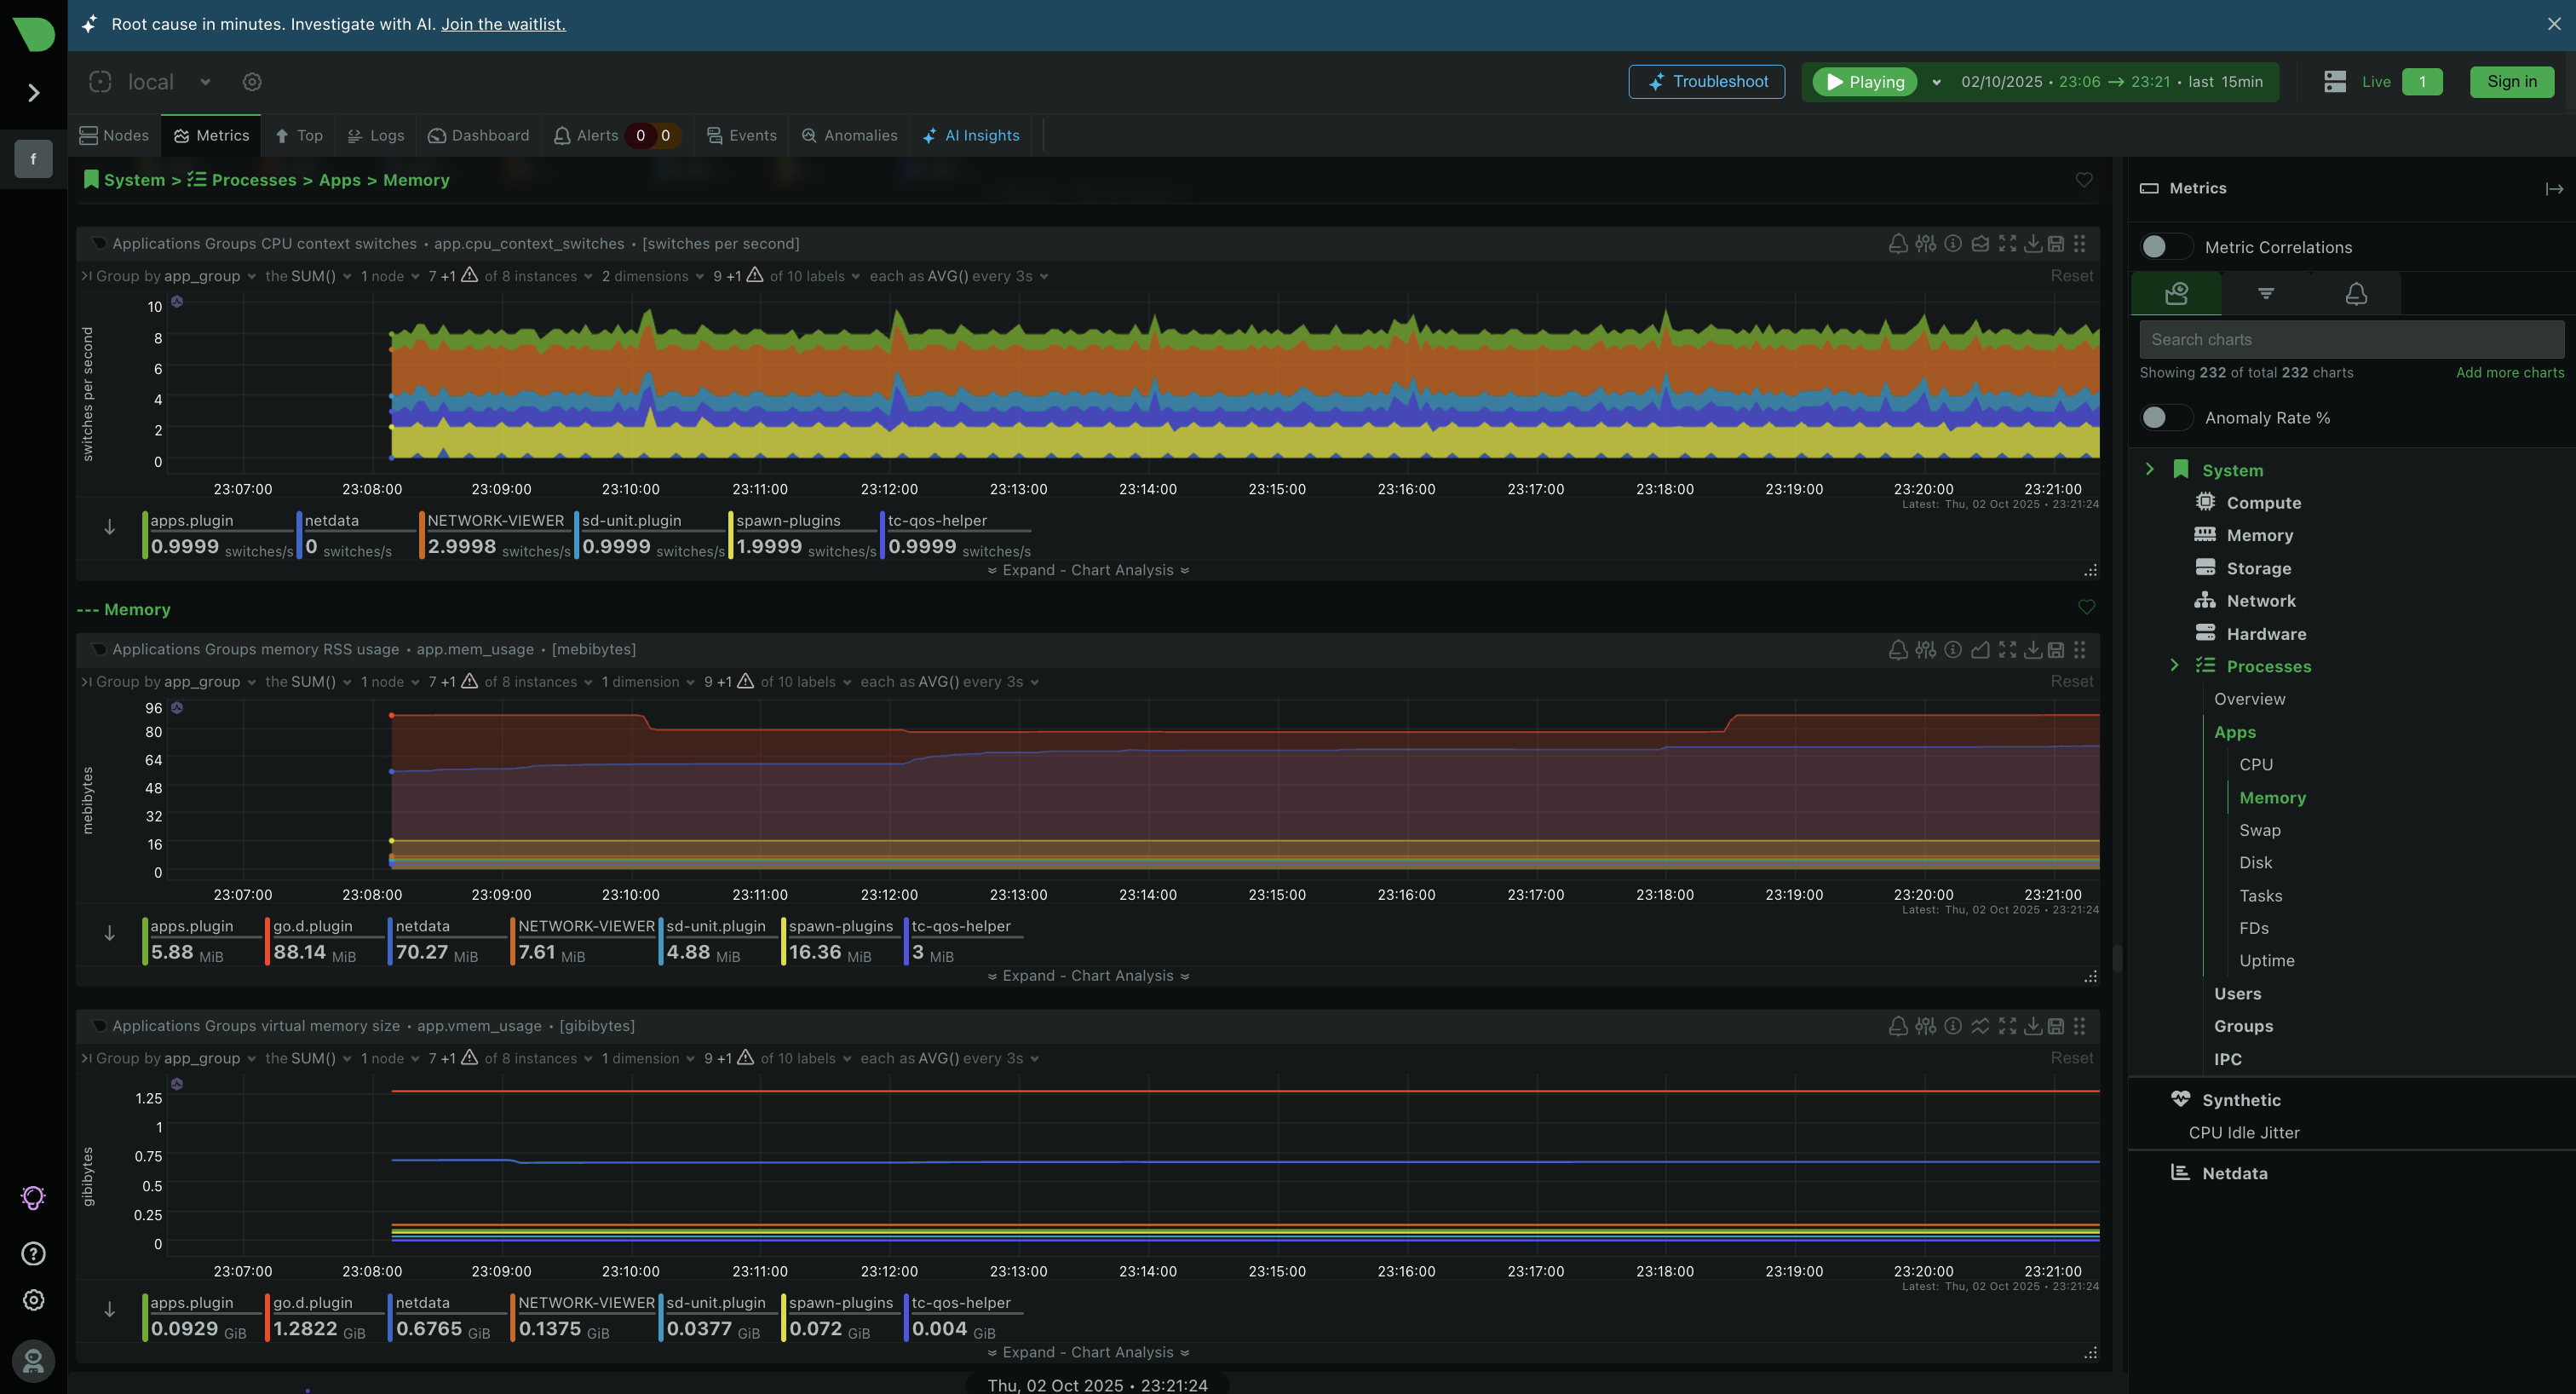 Root cause in minutes. Investigate with AI. Join the waitlist.
local
Troubleshoot
Playing
02/10/2025 • 23:06 → 23:21 • last 15min
Live 1
Sign in
f
Nodes Metrics Top Logs Dashboard Alerts 0 0 Events Anomalies AI Insights
System > Processes > Apps > Memory
Applications Groups CPU context switches • app.cpu_context_switches • [switches per second]
Group by app_group the SUM() 1 node 7 +1 of 8 instances 2 dimensions 9 +1 of 10 labels each as AVG() every 3s Reset
switches per second
10
8
6
4
2
0
23:07:00 23:08:00 23:09:00 23:10:00 23:11:00 23:12:00 23:13:00 23:14:00 23:15:00 23:16:00 23:17:00 23:18:00 23:19:00 23:20:00 23:21:00
Latest: Thu, 02 Oct 2025 • 23:21:24
apps.plugin netdata NETWORK-VIEWER sd-unit.plugin spawn-plugins tc-qos-helper
0.9999 switches/s 0 switches/s 2.9998 switches/s 0.9999 switches/s 1.9999 switches/s 0.9999 switches/s
Expand - Chart Analysis
--- Memory
Applications Groups memory RSS usage • app.mem_usage • [mebibytes]
Group by app_group the SUM() 1 node 7 +1 of 8 instances 1 dimension 9 +1 of 10 labels each as AVG() every 3s Reset
mebibytes
96
80
64
48
32
16
0
23:07:00 23:08:00 23:09:00 23:10:00 23:11:00 23:12:00 23:13:00 23:14:00 23:15:00 23:16:00 23:17:00 23:18:00 23:19:00 23:20:00 23:21:00
Latest: Thu, 02 Oct 2025 • 23:21:24
apps.plugin go.d.plugin netdata NETWORK-VIEWER sd-unit.plugin spawn-plugins tc-qos-helper
5.88 MiB 88.14 MiB 70.27 MiB 7.61 MiB 4.88 MiB 16.36 MiB 3 MiB
Expand - Chart Analysis
Applications Groups virtual memory size • app.vmem_usage • [gibibytes]
Group by app_group the SUM() 1 node 7 +1 of 8 instances 1 dimension 9 +1 of 10 labels each as AVG() every 3s Reset
gibibytes
1.25
1
0.75
0.5
0.25
0
23:07:00 23:08:00 23:09:00 23:10:00 23:11:00 23:12:00 23:13:00 23:14:00 23:15:00 23:16:00 23:17:00 23:18:00 23:19:00 23:20:00 23:21:00
Latest: Thu, 02 Oct 2025 • 23:21:24
apps.plugin go.d.plugin netdata NETWORK-VIEWER sd-unit.plugin spawn-plugins tc-qos-helper
0.0929 GiB 1.2822 GiB 0.6765 GiB 0.1375 GiB 0.0377 GiB 0.072 GiB 0.004 GiB
Expand - Chart Analysis
Thu, 02 Oct 2025 • 23:21:24
Metrics
Metric Correlations
Search charts
Showing 232 of total 232 charts Add more charts
Anomaly Rate %
System
Compute
Memory
Storage
Network
Hardware
Processes
Overview
Apps
CPU
Memory
Swap
Disk
Tasks
FDs
Uptime
Users
Groups
IPC
Synthetic
CPU Idle Jitter
Netdata